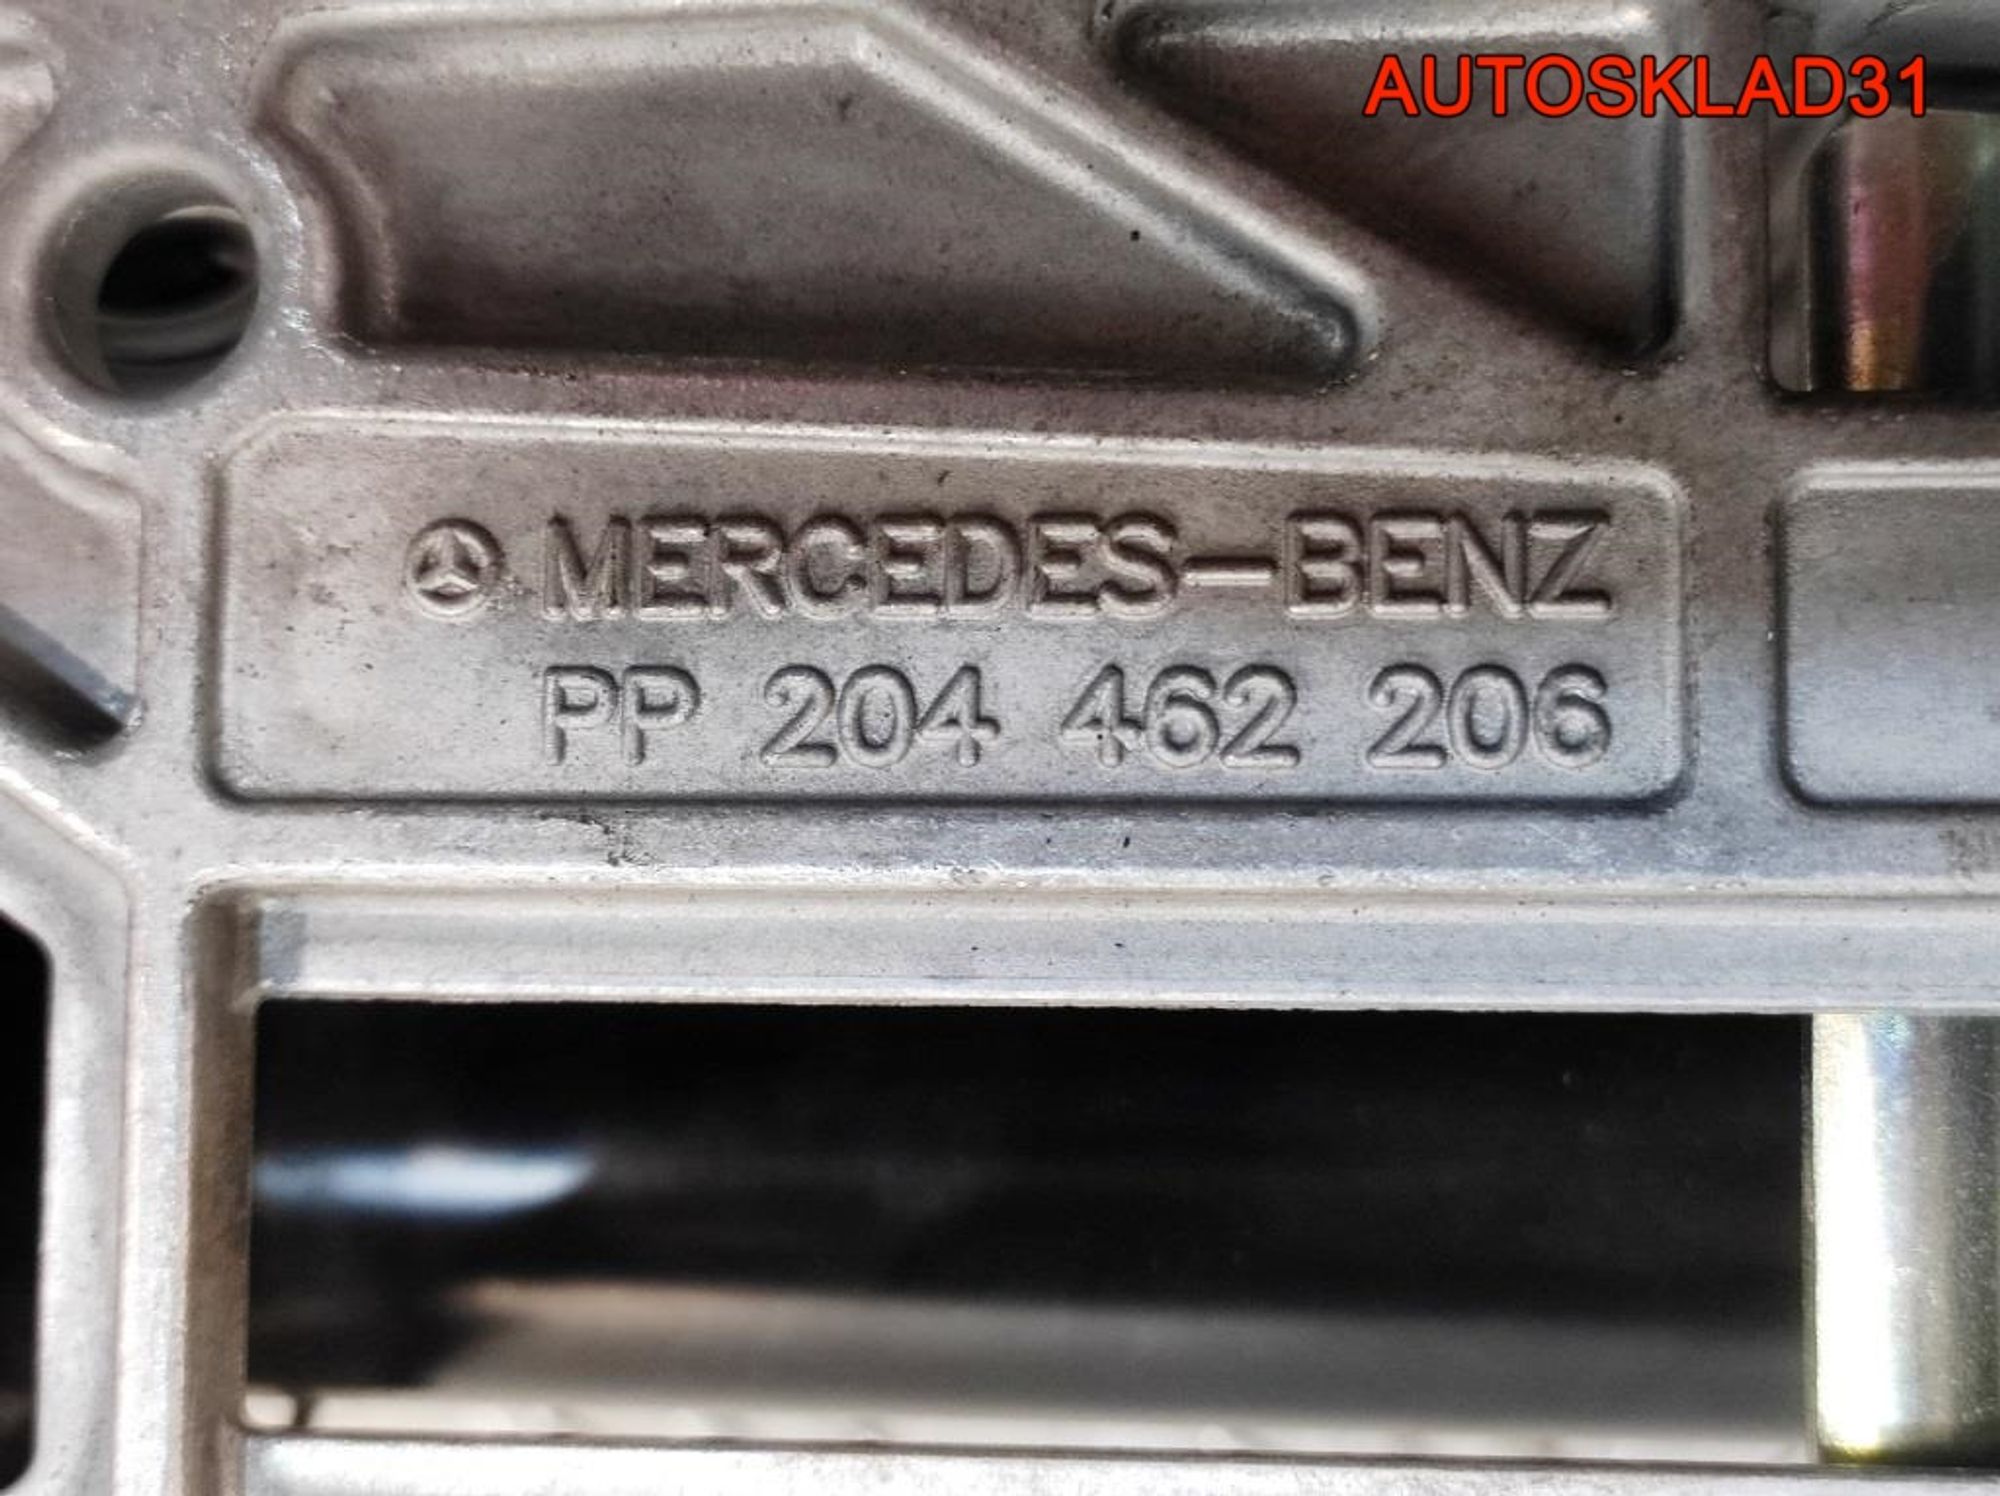 AUTOSKLAD31
MERCEDES-BENZ
PP 204 462 206